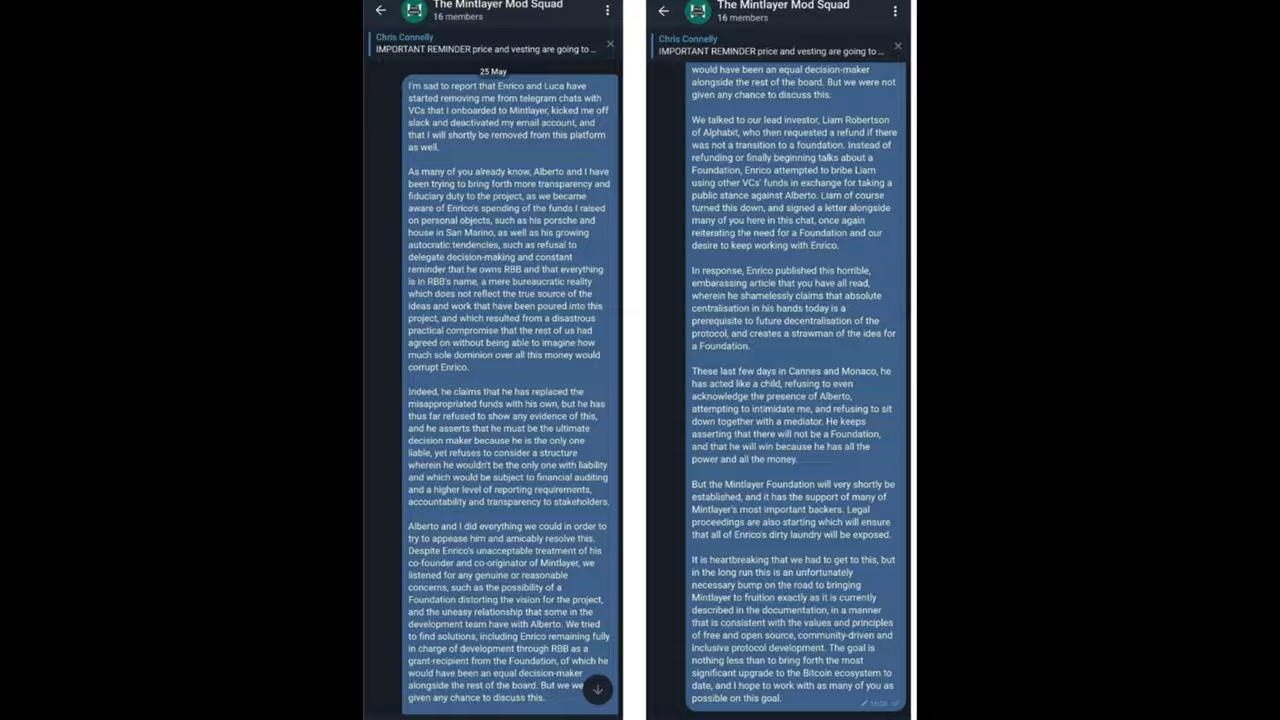 The Mintlayer Mod Squad
16 members
Chris Connelly
IMPORTANT REMINDER price and vesting are going to ...
25 May
I'm sad to report that Enrico and Luca have
started removing me from telegram chats with
VCs that I onboarded to Mintlayer, kicked me off
slack and deactivated my email account, and
that I will shortly be removed from this platform
as well.
As many of you already know, Alberto and I have
been trying to bring forth more transparency and
fiduciary duty to the project, as we became
aware of Enrico's spending of the funds I raised
on personal objects, such as his porsche and
house in San Marino, as well as his growing
autocratic tendencies, such as refusal to
delegate decision-making and constant
reminder that he owns RBB and that everything
is in RBB's name, a mere bureaucratic reality
which does not reflect the true source of the
ideas and work that have been poured into this
project, and which resulted from a disastrous
practical compromise that the rest of us had
agreed on without being able to imagine how
much sole dominion over all this money would
corrupt Enrico.
Indeed, he claims that he has replaced the
misappropriated funds with his own, but he has
thus far refused to show any evidence of this,
and he asserts that he must be the ultimate
decision maker because he is the only one
liable, yet refuses to consider a structure
wherein he wouldn't be the only one with liability
and which would be subject to financial auditing
and a higher level of reporting requirements,
accountability and transparency to stakeholders.
Alberto and I did everything we could in order to
try to appease him and amicably resolve this.
Despite Enrico's unacceptable treatment of his
co-founder and co-originator of Mintlayer, we
listened for any genuine or reasonable
concerns, such as the possibility of a
Foundation distorting the vision for the project,
and the uneasy relationship that some in the
development team have with Alberto. We tried
to find solutions, including Enrico remaining fully
in charge of development through RBB as a
grant-recipient from the Foundation, of which he
would have been an equal decision-maker
alongside the rest of the board. But we we
given any chance to discuss this.
The Mintlayer Mod Squad
16 members
Chris Connelly
IMPORTANT REMINDER price and vesting are going to ...
would have been an equal decision-maker
alongside the rest of the board. But we were not
given any chance to discuss this.
We talked to our lead investor, Liam Robertson
of Alphabit, who then requested a refund if there
was not a transition to a foundation. Instead of
refunding or finally beginning talks about a
Foundation, Enrico attempted to bribe Liam
using other VCs' funds in exchange for taking a
public stance against Alberto. Liam of course
turned this down, and signed a letter alongside
many of you here in this chat, once again
reiterating the need for a Foundation and our
desire to keep working with Enrico.
In response, Enrico published this horrible,
embarassing article that you have all read,
wherein he shamelessly claims that absolute
centralisation in his hands today is a
prerequisite to future decentralisation of the
protocol, and creates a strawman of the idea for
a Foundation.
These last few days in Cannes and Monaco, he
has acted like a child, refusing to even
acknowledge the presence of Alberto,
attempting to intimidate me, and refusing to sit
down together with a mediator. He keeps
asserting that there will not be a Foundation,
and that he will win because he has all the
power and all the money.
But the Mintlayer Foundation will very shortly be
established, and it has the support of many of
Mintlayer's most important backers. Legal
proceedings are also starting which will ensure
that all of Enrico's dirty laundry will be exposed.
It is heartbreaking that we had to get to this, but
in the long run this is an unfortunately
necessary bump on the road to bringing
Mintlayer to fruition exactly as it is currently
described in the documentation, in a manner
that is consistent with the values and principles
of free and open source, community-driven and
inclusive protocol development. The goal is
nothing less than to bring forth the most
significant upgrade to the Bitcoin ecosystem to
date, and I hope to work with as many of you as
possible on this goal.